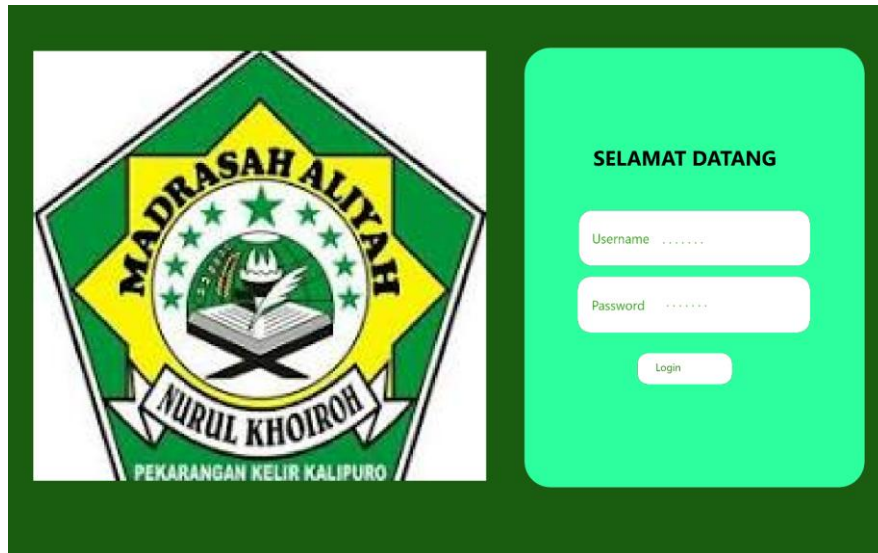 MADRASAH ALIYAH
NURUL KHOIROH
PEKARANGAN KELIR KALIPURO
SELAMAT DATANG
Username .......
Password .......
Login